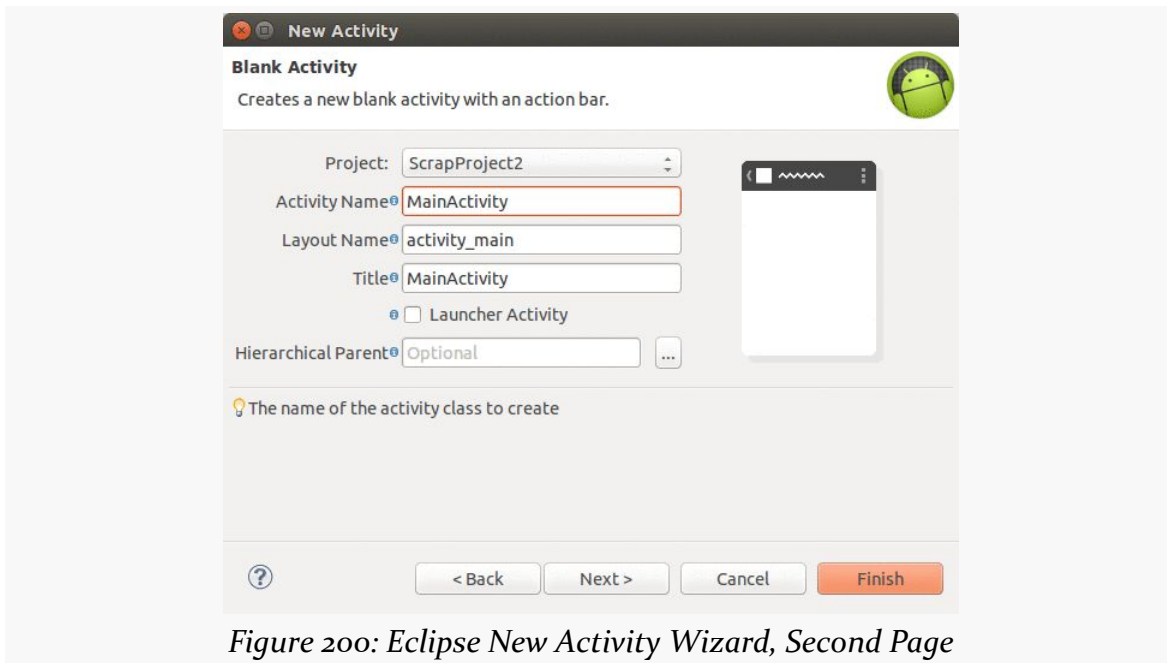 New Activity
Blank Activity
Creates a new blank activity with an action bar.
Project: ScrapProject2
Activity Name MainActivity
Layout Name activity_main
Title MainActivity
Launcher Activity
Hierarchical Parent Optional ...
The name of the activity class to create
? < Back Next > Cancel Finish
Figure 200: Eclipse New Activity Wizard, Second Page